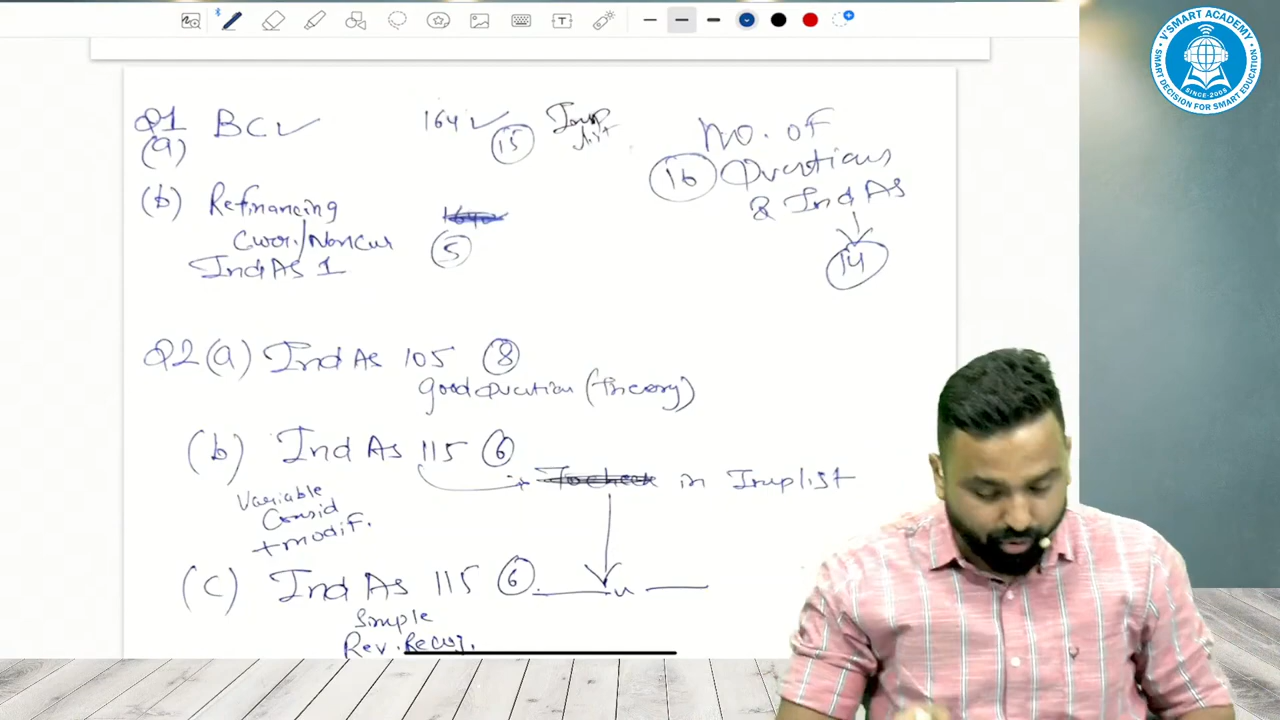 Q1 BC ✓ 164 ✓ (15) Imp list
(a)
(b) Refinancing (5)
Curr./Noncur
Ind AS 1
No. of
(16) Questions
& Ind As
(14)
Q2 (a) Ind As 105 (8)
good question (theory)
(b) Ind As 115 (6)
in Implist
Variable
Consid
+ modif.
(c) Ind As 115 (6) — " —
Simple
Rev. Recog.
V'SMART ACADEMY
SINCE-2005
SMART DECISION FOR SMART EDUCATION